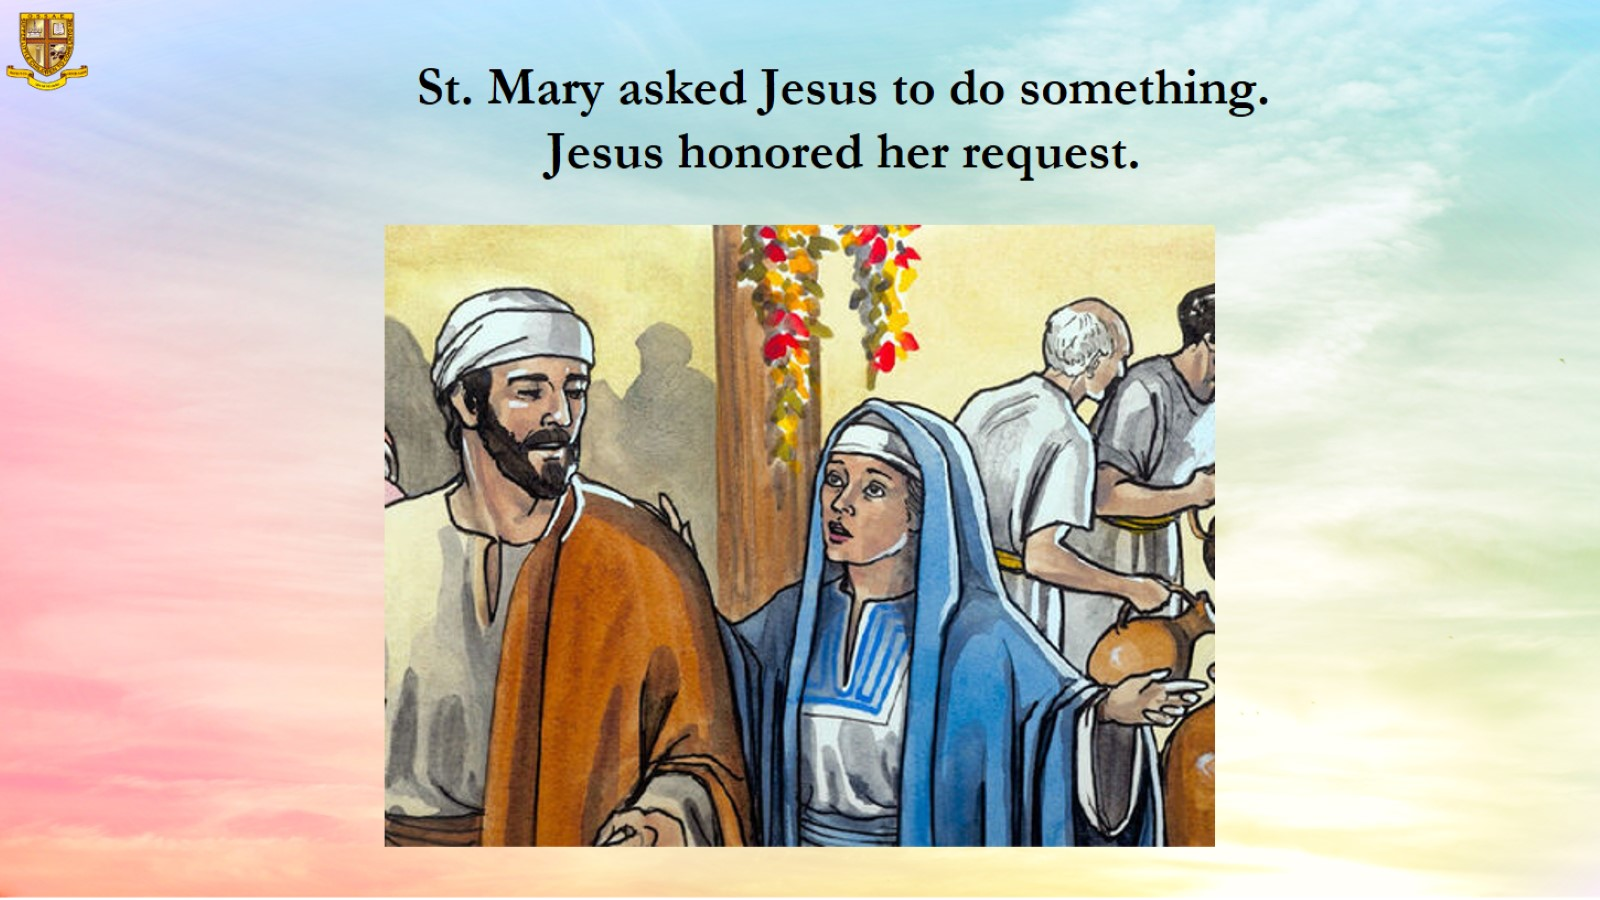 O.S.S.A.E.
St. Mary asked Jesus to do something.
Jesus honored her request.